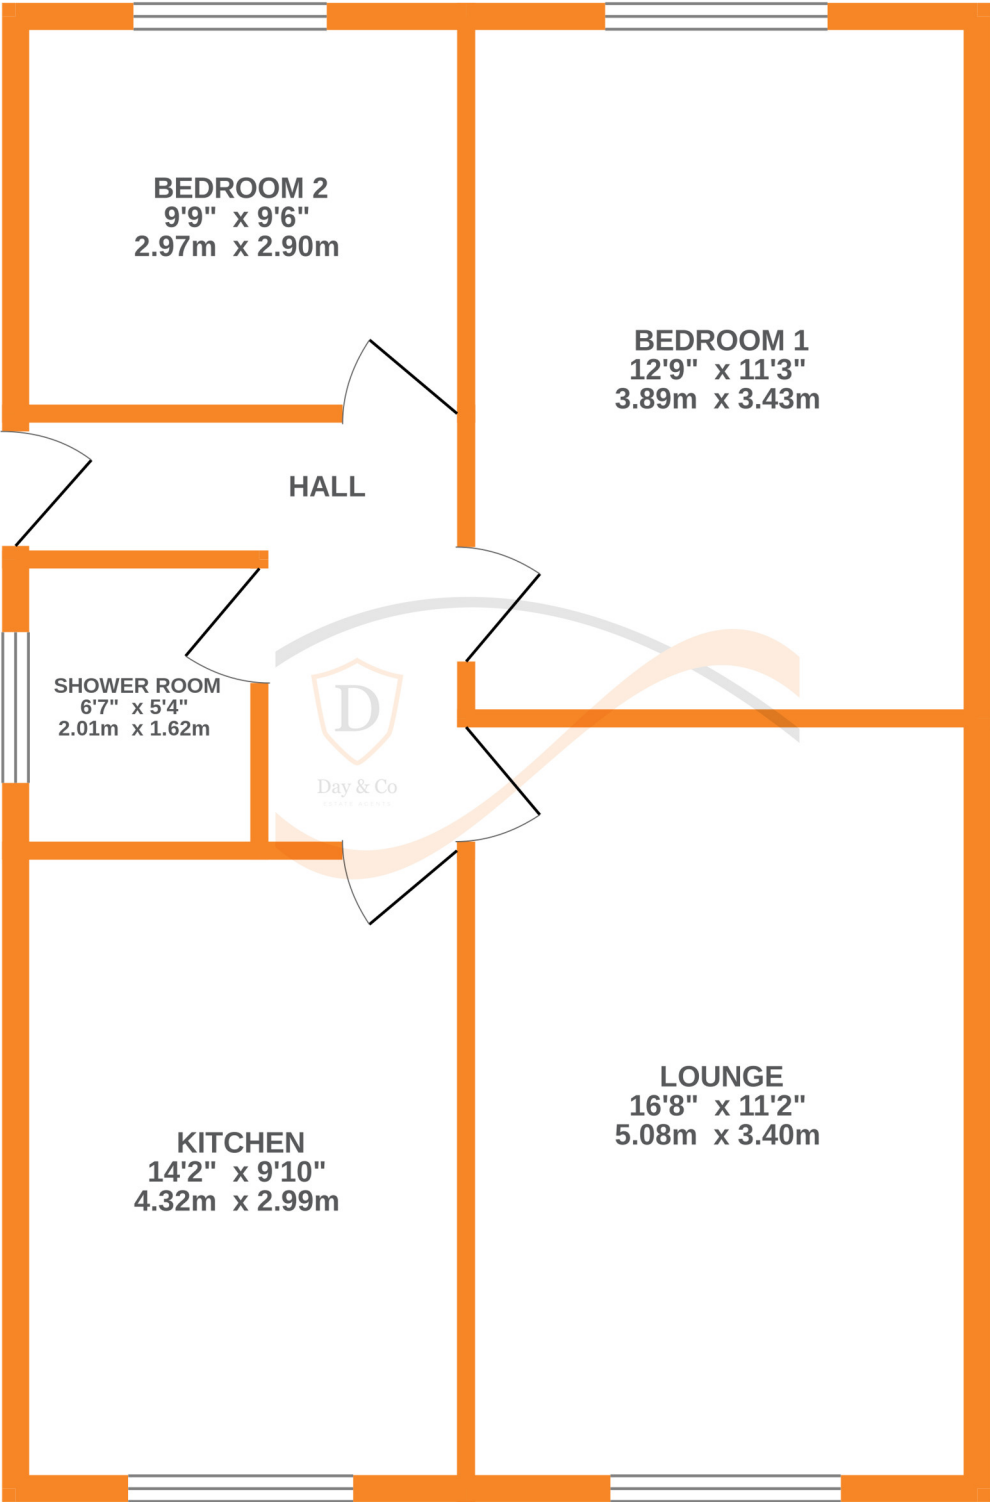 BEDROOM 2
9'9" x 9'6"
2.97m x 2.90m
BEDROOM 1
12'9" x 11'3"
3.89m x 3.43m
HALL
SHOWER ROOM
6'7" x 5'4"
2.01m x 1.62m
D
Day & Co
ESTATE AGENTS
LOUNGE
16'8" x 11'2"
5.08m x 3.40m
KITCHEN
14'2" x 9'10"
4.32m x 2.99m